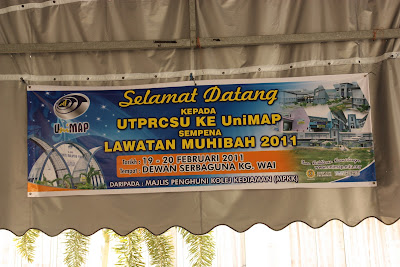 Selamat Datang
KEPADA
UTPRCSU KE UniMAP
SEMPENA
LAWATAN MUHIBAH 2011
Tarikh : 19 - 20 FEBRUARI 2011
Tempat : DEWAN SERBAGUNA KG. WAI
DARIPADA : MAJLIS PENGHUNI KOLEJ KEDIAMAN (MPKK)
UniMAP